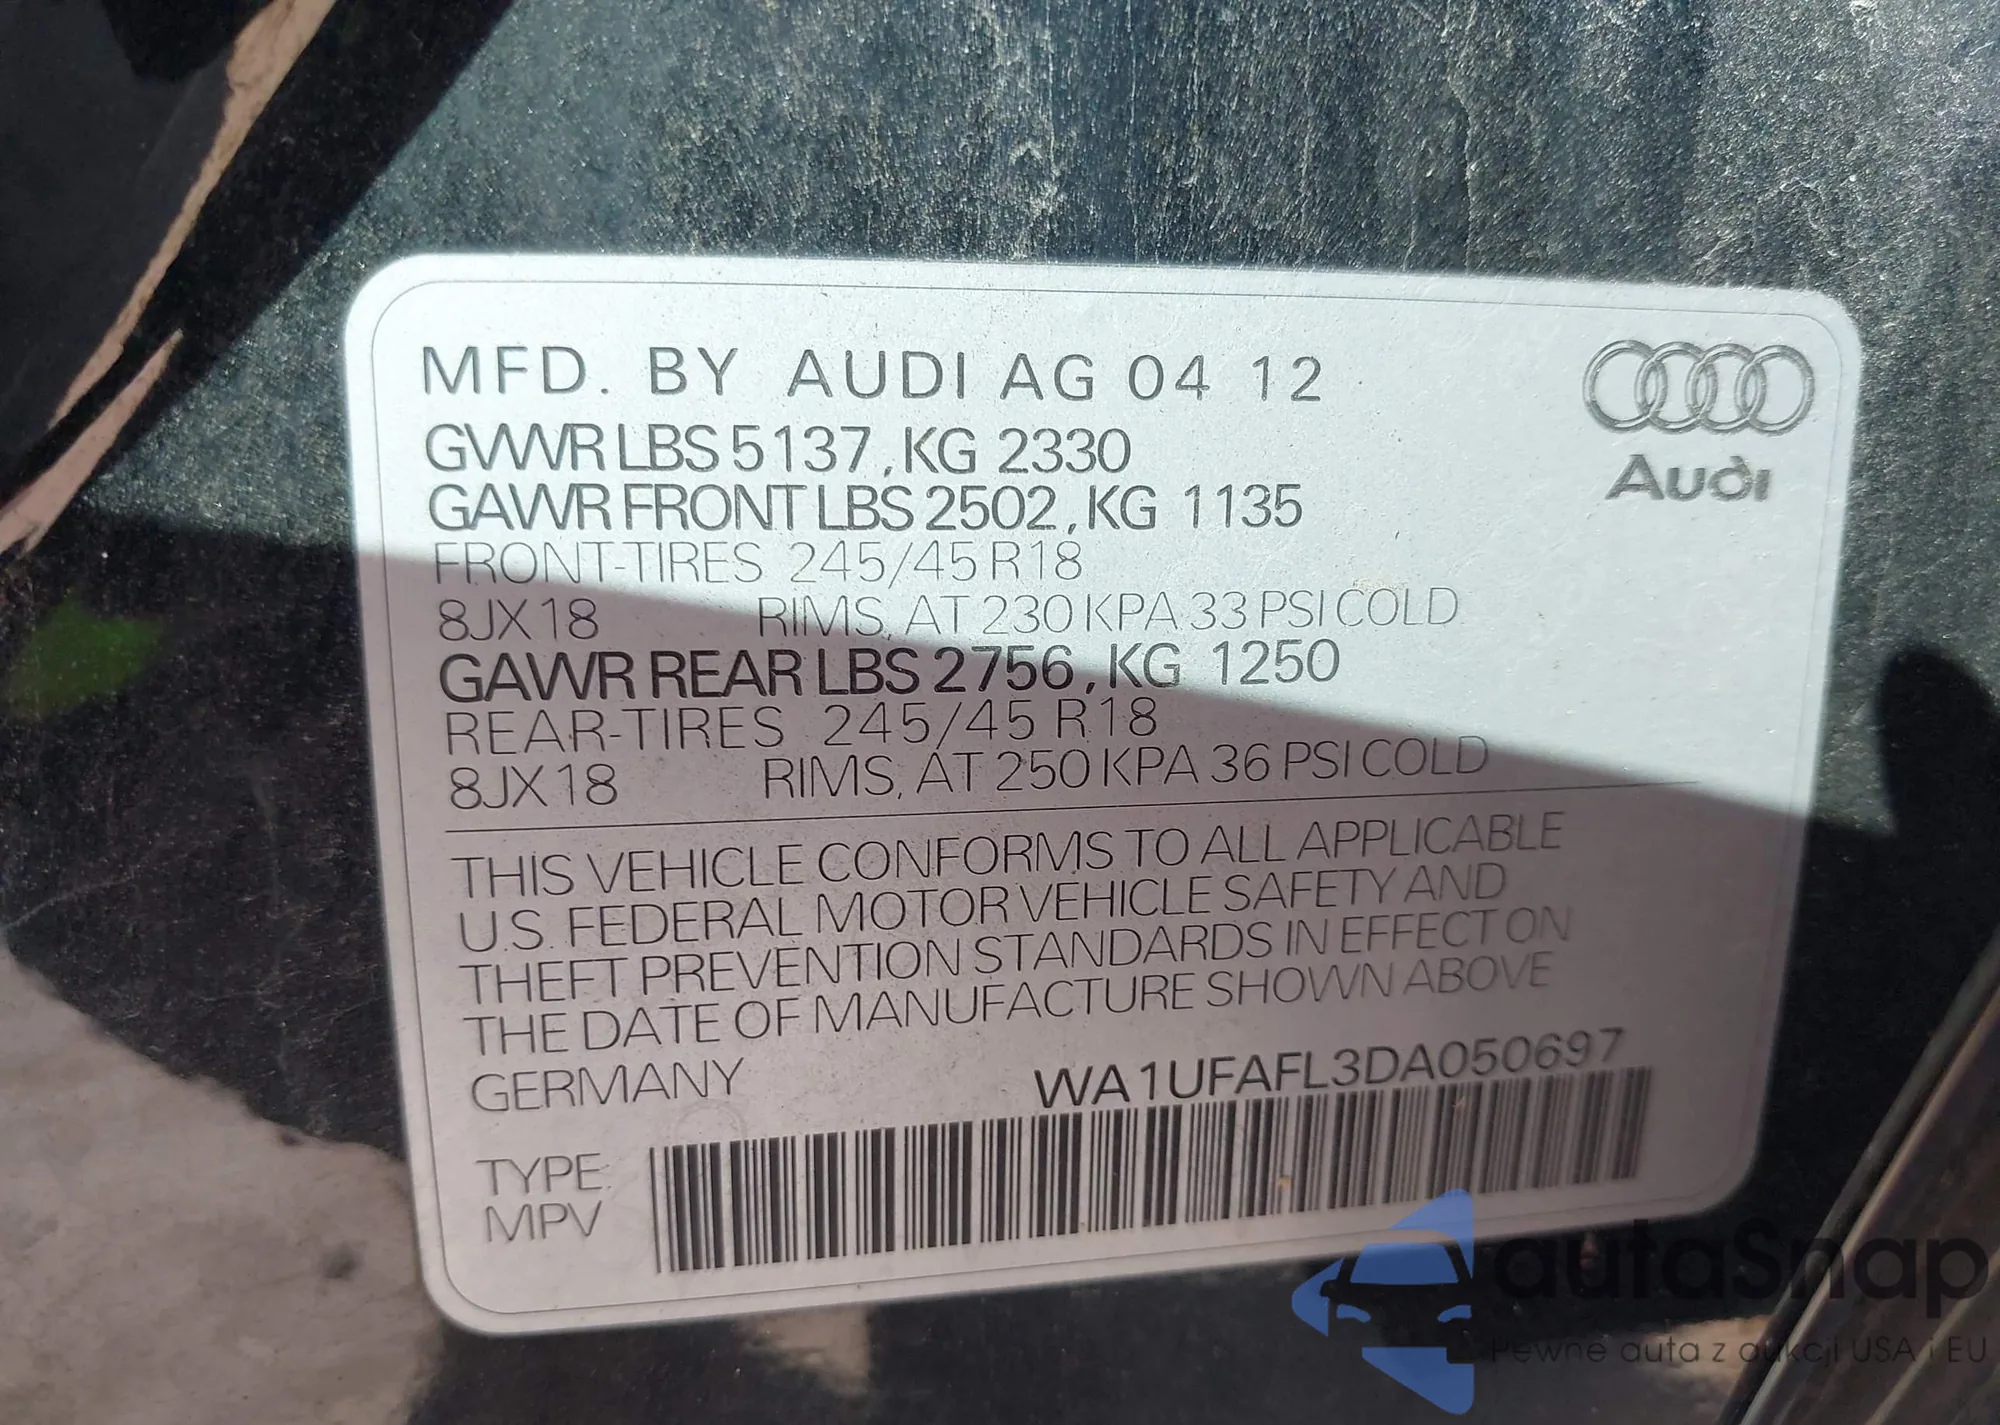 MFD. BY AUDI AG 04 12
GVWR LBS 5137, KG 2330
GAWR FRONT LBS 2502, KG 1135
FRONT-TIRES 245/45 R18
8JX18 RIMS, AT 230 KPA 33 PSI COLD
GAWR REAR LBS 2756, KG 1250
REAR-TIRES 245/45 R18
8JX18 RIMS, AT 250 KPA 36 PSI COLD
Audi
THIS VEHICLE CONFORMS TO ALL APPLICABLE
U.S. FEDERAL MOTOR VEHICLE SAFETY AND
THEFT PREVENTION STANDARDS IN EFFECT ON
THE DATE OF MANUFACTURE SHOWN ABOVE
GERMANY WA1UFAFL3DA050697
TYPE:
MPV
autaSnap
Pewne auta z aukcji USA i EU